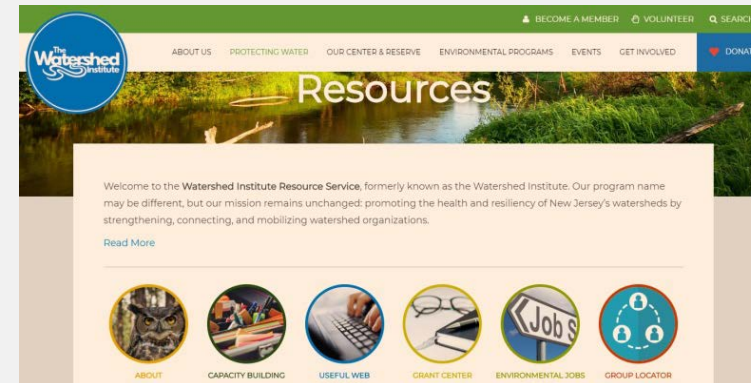 BECOME A MEMBER VOLUNTEER SEARCH
The Watershed Institute
ABOUT US PROTECTING WATER OUR CENTER & RESERVE ENVIRONMENTAL PROGRAMS EVENTS GET INVOLVED
Resources
Welcome to the Watershed Institute Resource Service, formerly known as the Watershed Institute. Our program name
may be different, but our mission remains unchanged: promoting the health and resiliency of New Jersey's watersheds by
strengthening, connecting, and mobilizing watershed organizations.
Read More
Job S
ABOUT CAPACITY BUILDING USEFUL WEB GRANT CENTER ENVIRONMENTAL JOBS GROUP LOCATOR